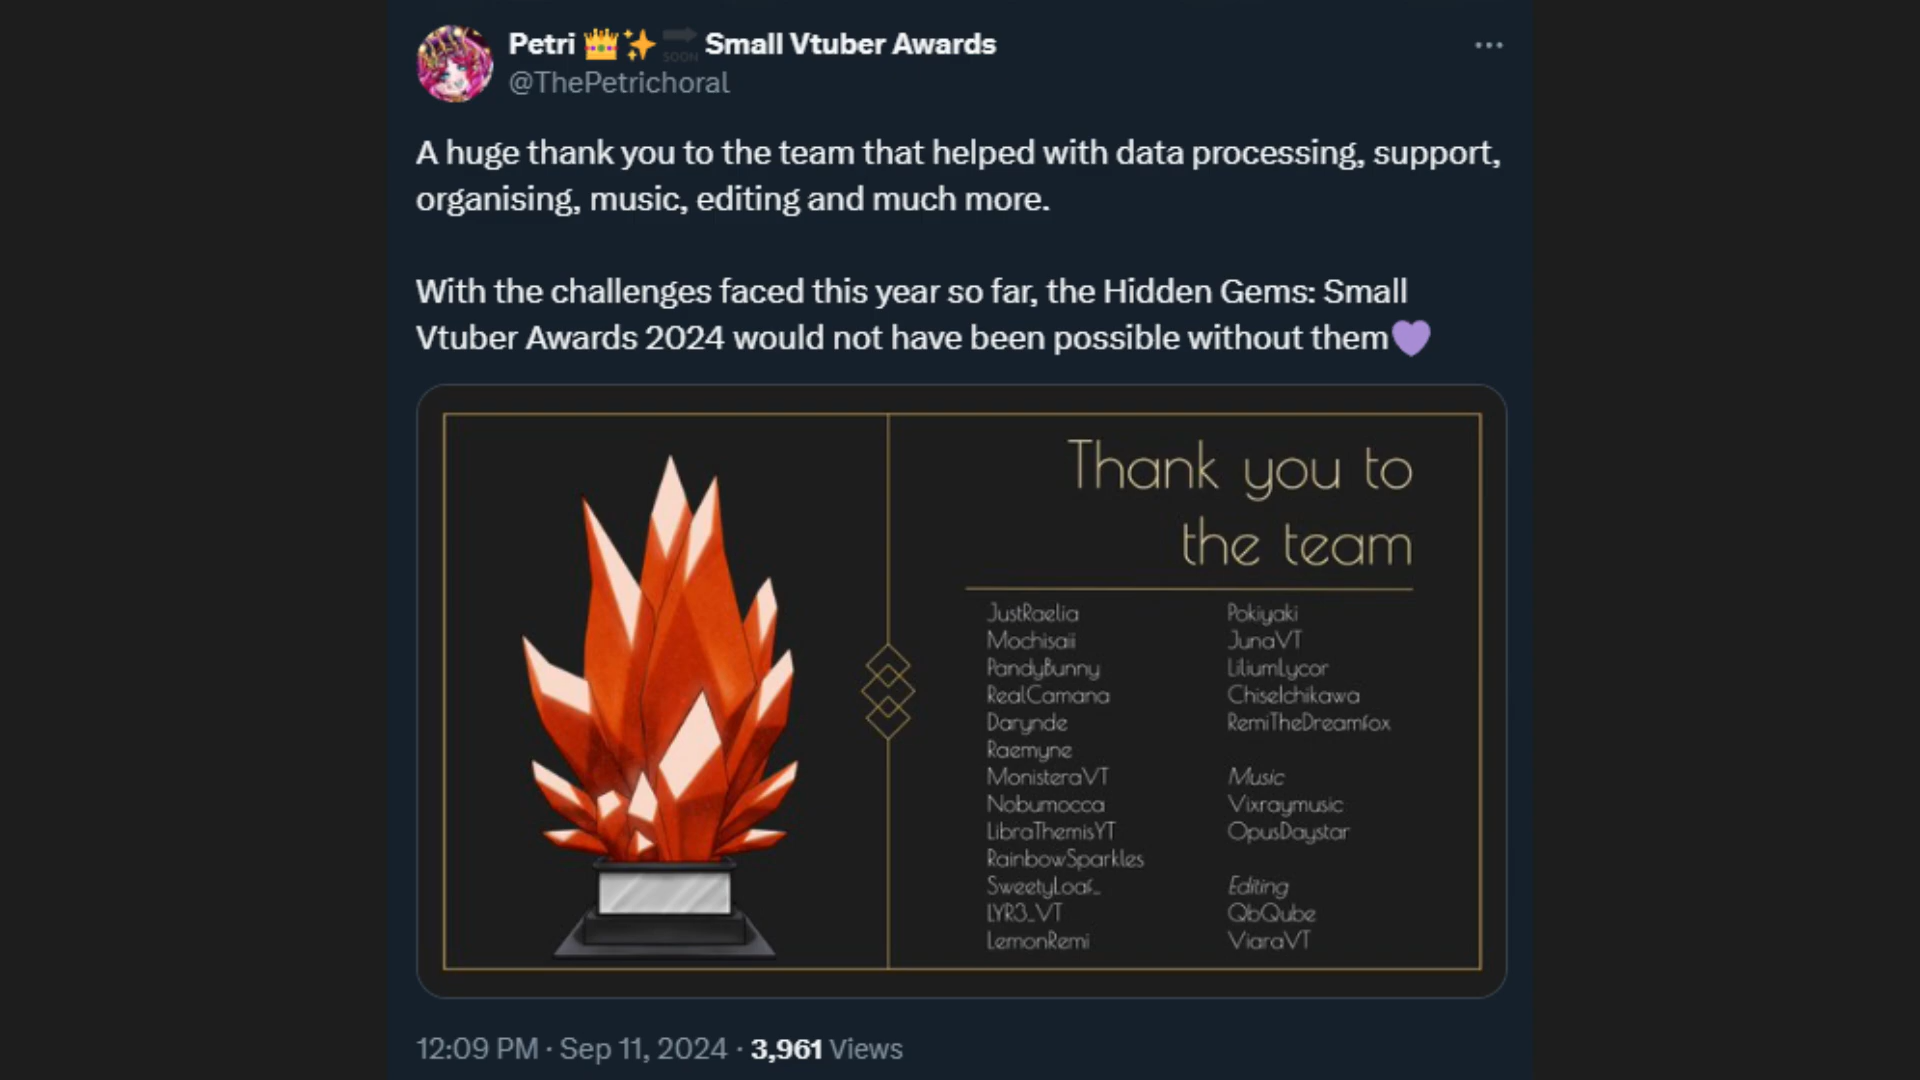 Petri 👑✨🔜 Small Vtuber Awards
@ThePetrichoral
A huge thank you to the team that helped with data processing, support,
organising, music, editing and much more.
With the challenges faced this year so far, the Hidden Gems: Small
Vtuber Awards 2024 would not have been possible without them💜
Thank you to
the team
JustRaelia
Mochisaii
PandyBunny
RealCamana
Darynde
Raemyne
MonisteraVT
Nobumocca
LibraThemisYT
RainbowSparkles
SweetyLoaf_
LYR3_VT
LemonRemi
Pokiyaki
JunaVT
LiliumLycor
ChiseIchikawa
RemiTheDreamfox
Music
Vixraymusic
OpusDaystar
Editing
QbQube
ViaraVT
12:09 PM · Sep 11, 2024 · 3,961 Views